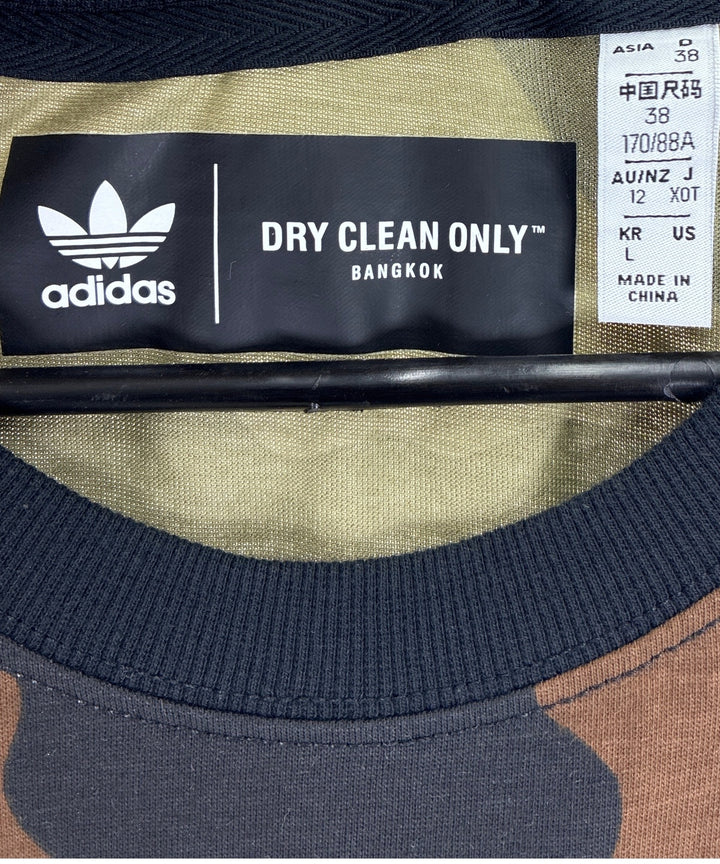 adidas
DRY CLEAN ONLY™
BANGKOK
ASIA D
38
中国尺码
38
170/88A
AU/NZ J
12 XOT
KR US
L
MADE IN
CHINA